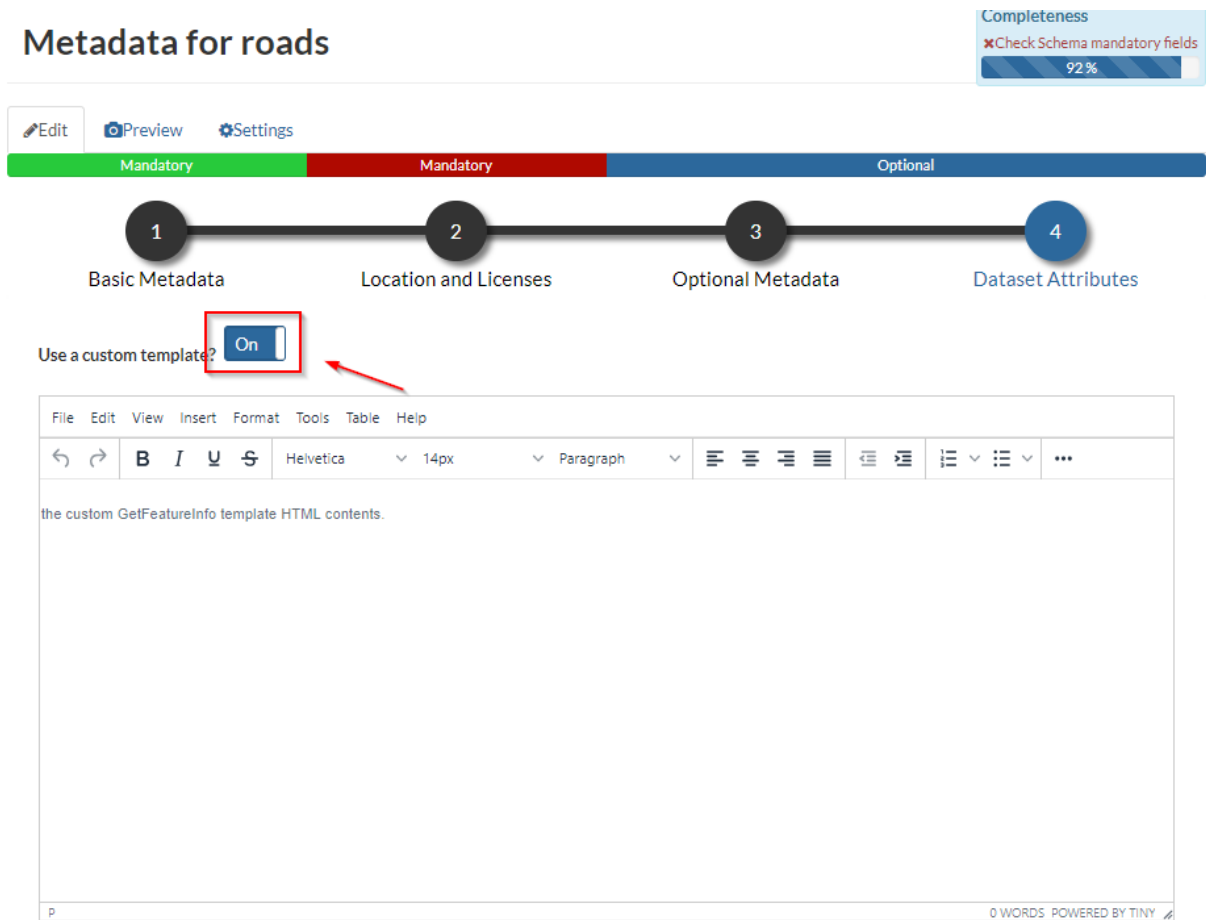 Completeness
Metadata for roads
✖Check Schema mandatory fields
92%
Edit Preview Settings
Mandatory Mandatory Optional
1 2 3 4
Basic Metadata Location and Licenses Optional Metadata Dataset Attributes
Use a custom template? On
File Edit View Insert Format Tools Table Help
B I U S Helvetica 14px Paragraph
the custom GetFeatureInfo template HTML contents.
P 0 WORDS POWERED BY TINY